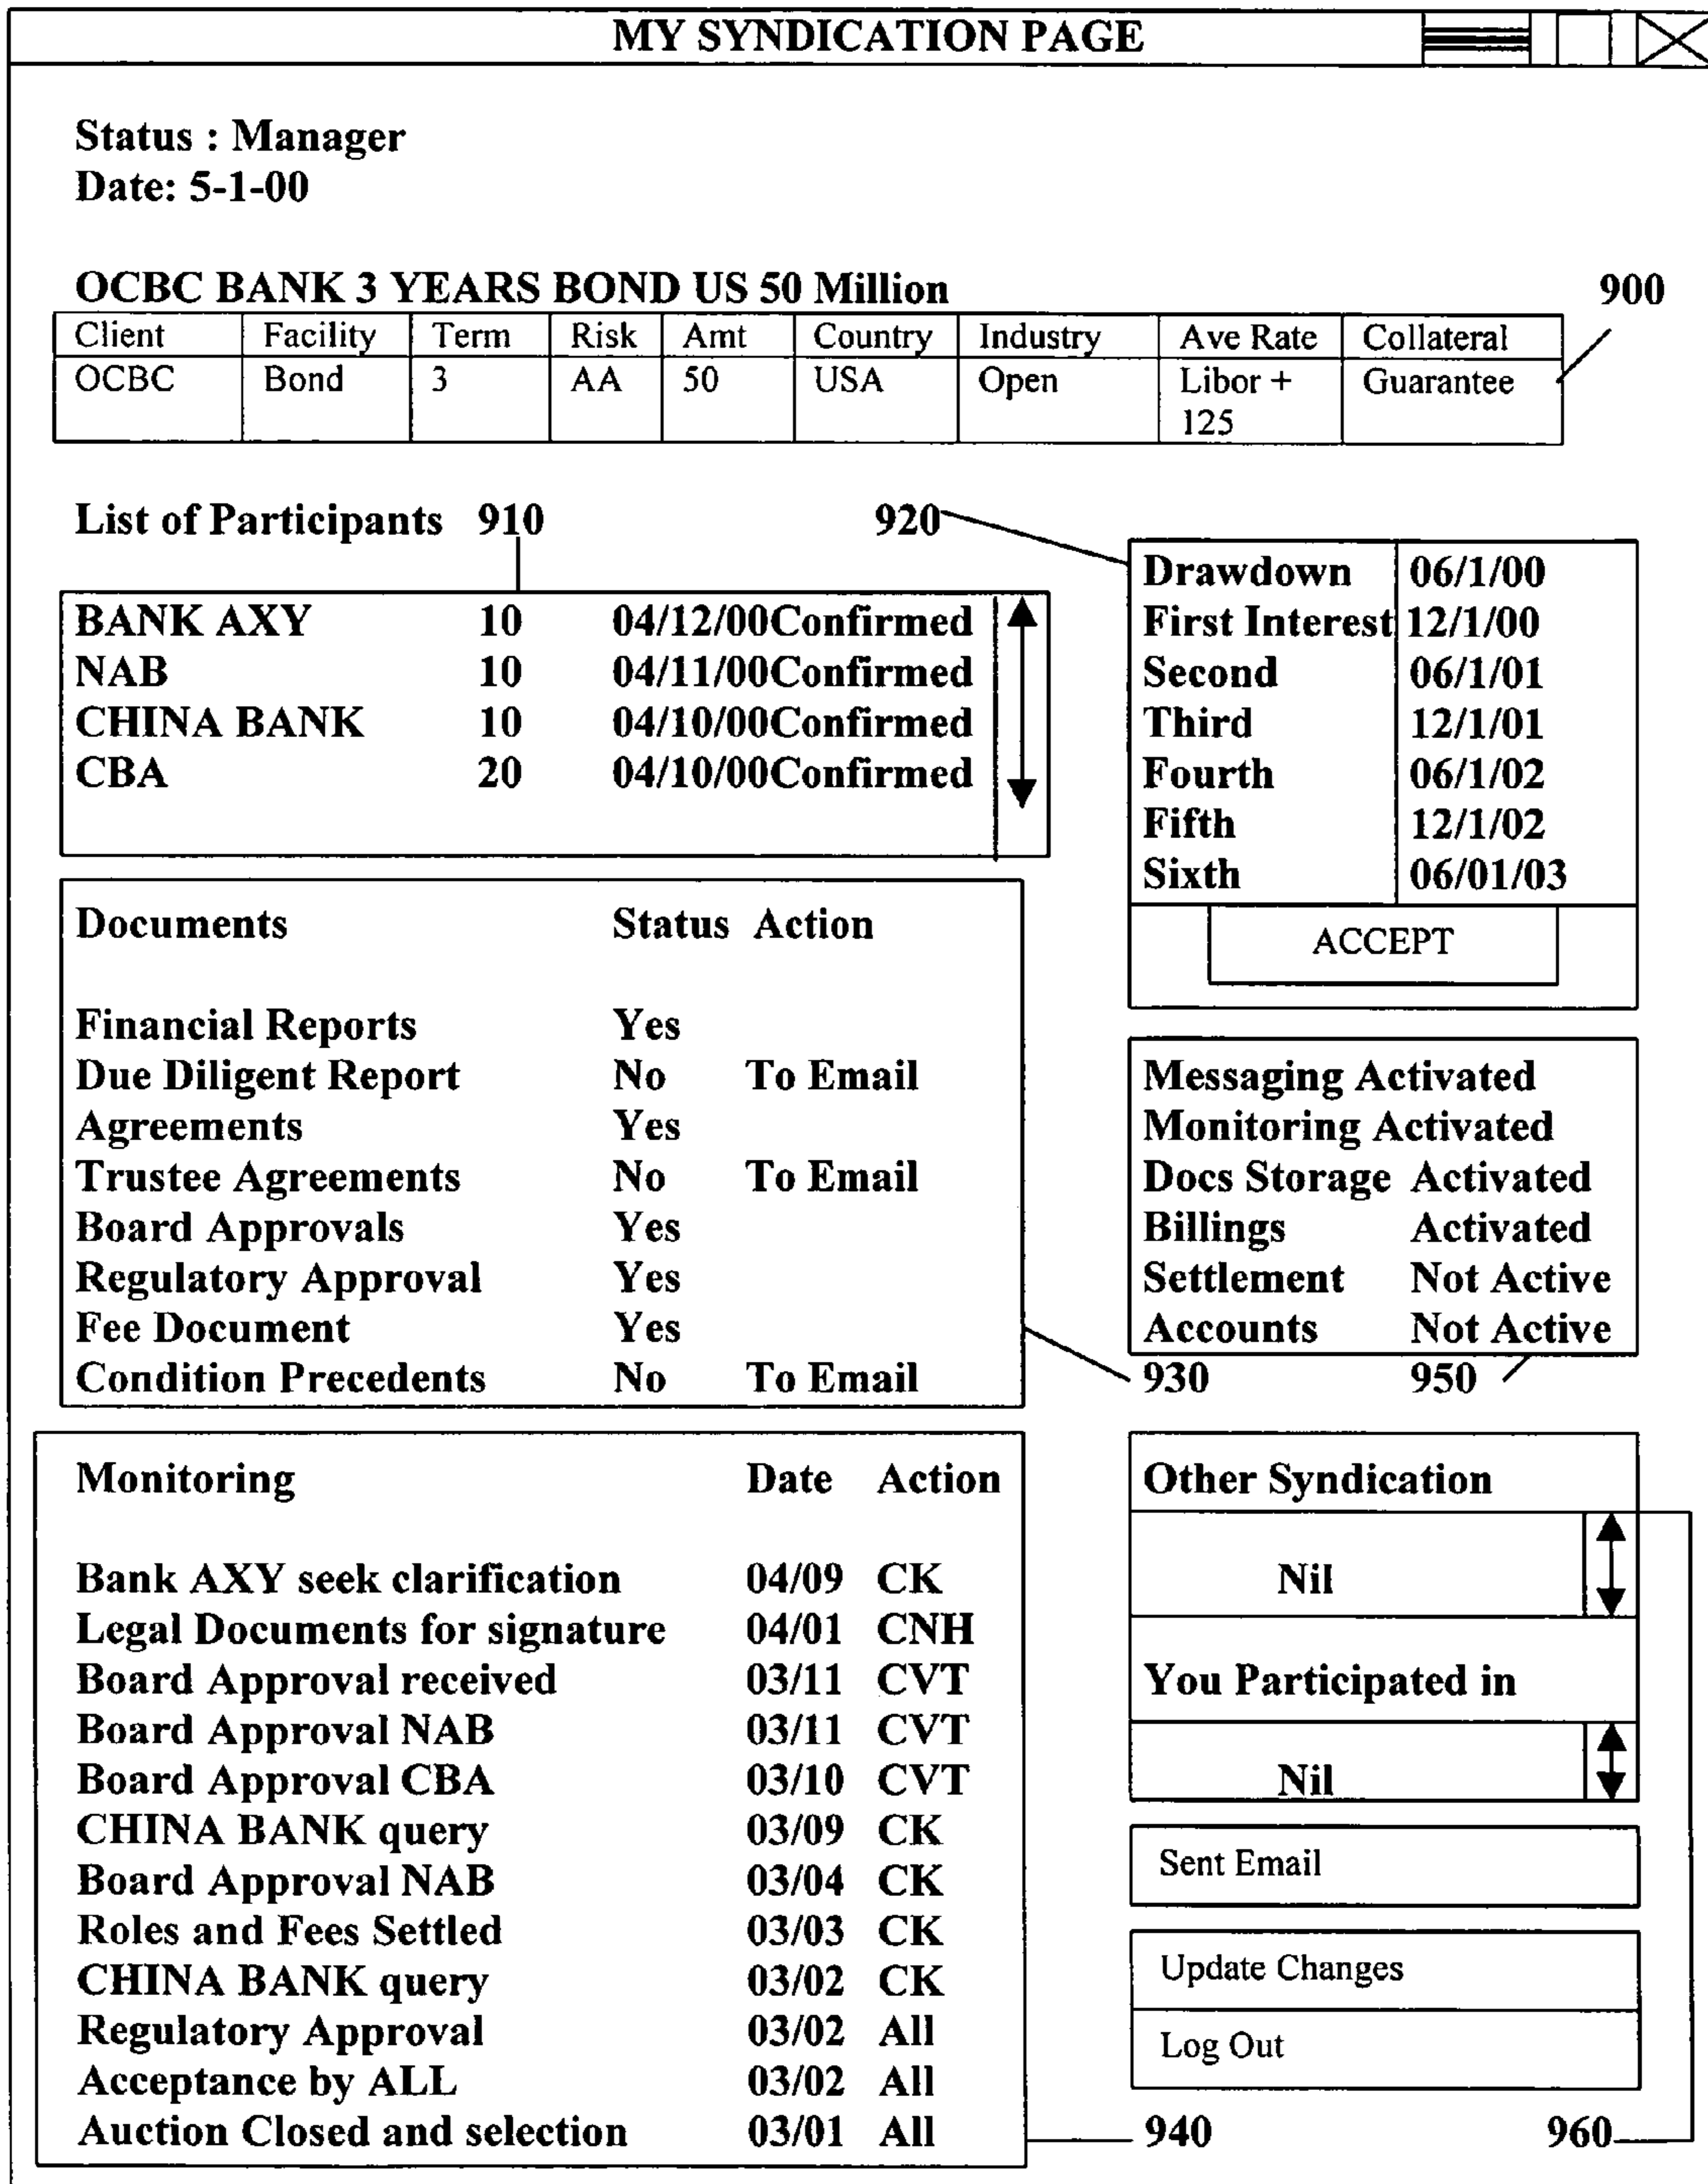 MY SYNDICATION PAGE
Status : Manager
Date: 5-1-00
OCBC BANK 3 YEARS BOND US 50 Million 900
Client Facility Term Risk Amt Country Industry Ave Rate Collateral
OCBC Bond 3 AA 50 USA Open Libor + Guarantee
125
List of Participants 910
BANK AXY 10 04/12/00Confirmed
NAB 10 04/11/00Confirmed
CHINA BANK 10 04/10/00Confirmed
CBA 20 04/10/00Confirmed
920
Drawdown 06/1/00
First Interest 12/1/00
Second 06/1/01
Third 12/1/01
Fourth 06/1/02
Fifth 12/1/02
Sixth 06/01/03
ACCEPT
Documents Status Action
Financial Reports Yes
Due Diligent Report No To Email
Agreements Yes
Trustee Agreements No To Email
Board Approvals Yes
Regulatory Approval Yes
Fee Document Yes
Condition Precedents No To Email
Messaging Activated
Monitoring Activated
Docs Storage Activated
Billings Activated
Settlement Not Active
Accounts Not Active
930 950
Monitoring Date Action
Bank AXY seek clarification 04/09 CK
Legal Documents for signature 04/01 CNH
Board Approval received 03/11 CVT
Board Approval NAB 03/11 CVT
Board Approval CBA 03/10 CVT
CHINA BANK query 03/09 CK
Board Approval NAB 03/04 CK
Roles and Fees Settled 03/03 CK
CHINA BANK query 03/02 CK
Regulatory Approval 03/02 All
Acceptance by ALL 03/02 All
Auction Closed and selection 03/01 All
Other Syndication
Nil
You Participated in
Nil
Sent Email
Update Changes
Log Out
940 960